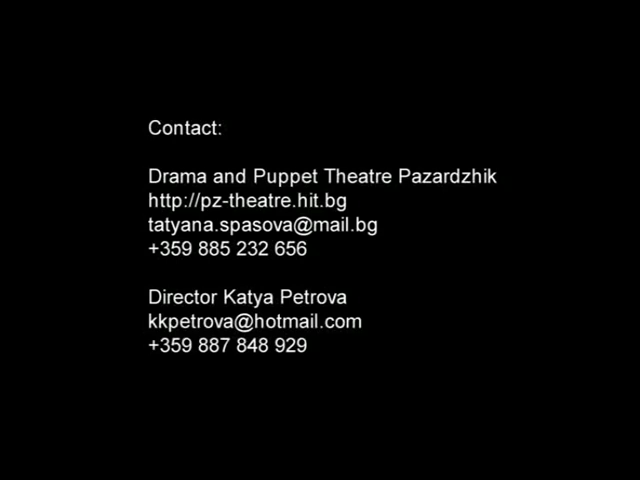 Contact:
Drama and Puppet Theatre Pazardzhik
http://pz-theatre.hit.bg
tatyana.spasova@mail.bg
+359 885 232 656
Director Katya Petrova
kkpetrova@hotmail.com
+359 887 848 929